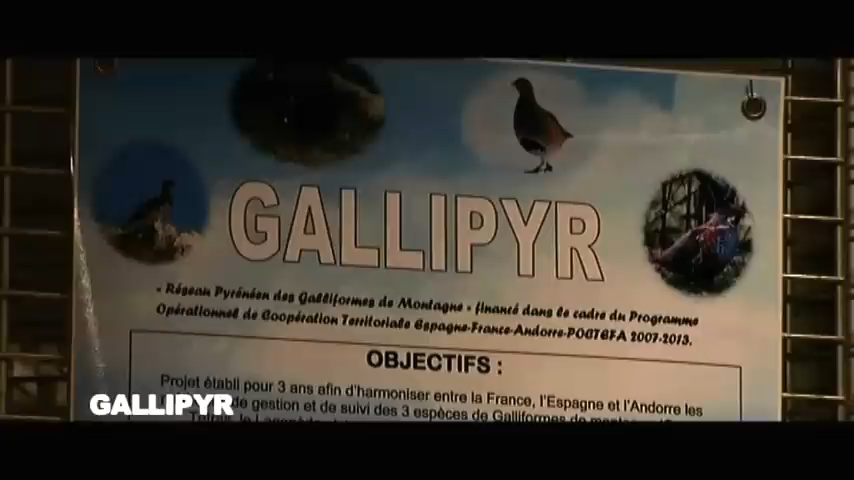 GALLIPYR
« Réseau Pyrénéen des Galliformes de Montagne » financé dans le cadre du Programme
Opérationnel de Coopération Territoriale Espagne-France-Andorre-POCTEFA 2007-2013.
OBJECTIFS :
Projet établi pour 3 ans afin d'harmoniser entre la France, l'Espagne et l'Andorre les
de gestion et de suivi des 3 espèces de Galliformes de
GALLIPYR